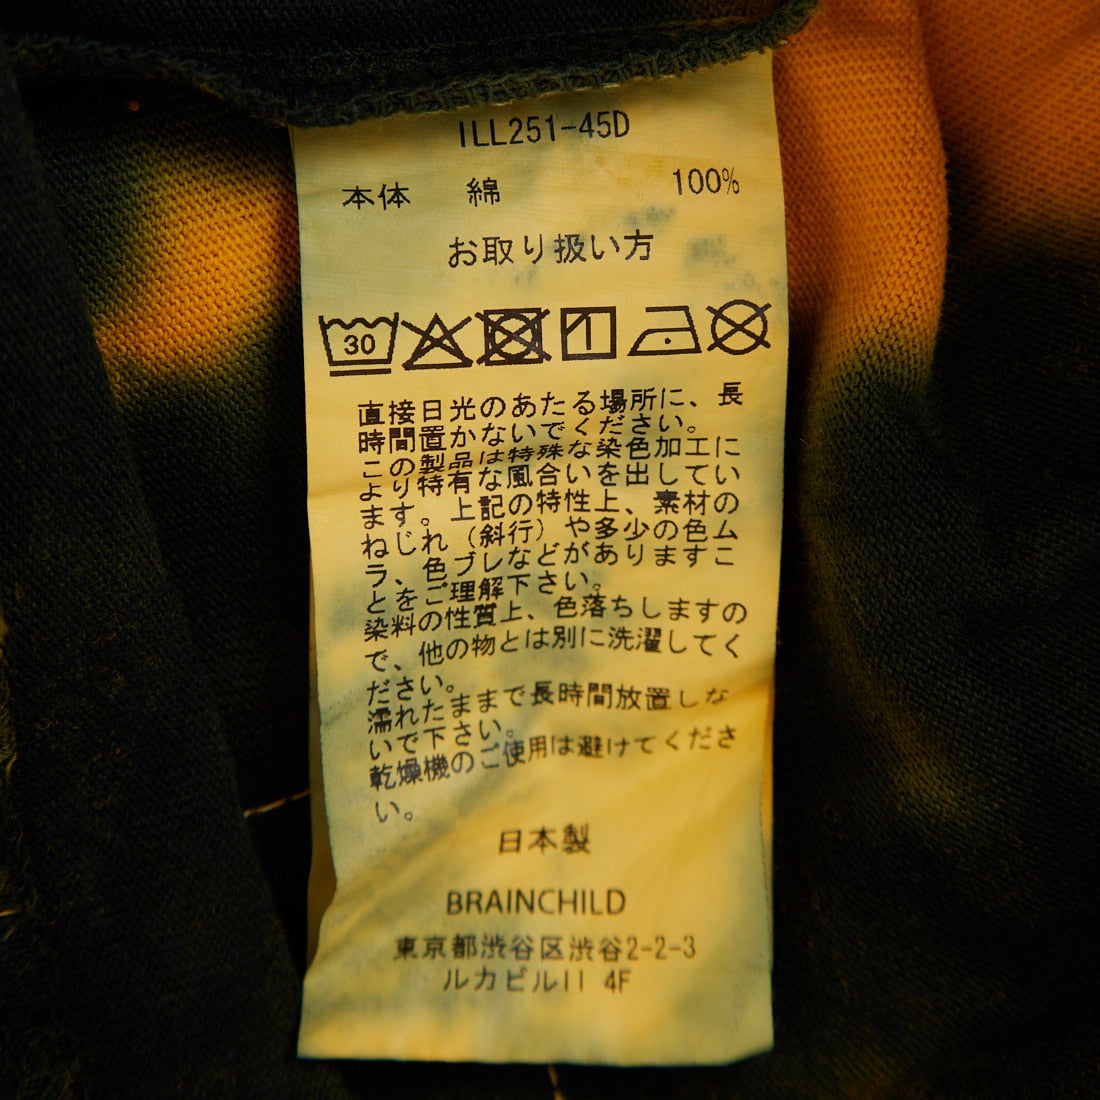 ILL251-45D
本体 綿 100%
お取り扱い方
30
直接日光のあたる場所に、長
時間置かないでください。
この製品は特殊な染色加工に
より特有な風合いを出してい
ます。上記の特性上、素材の
ねじれ（斜行）や多少の色ム
ラ、色ブレなどがありますこ
とをご理解下さい。
染料の性質上、色落ちしますの
で、他の物とは別に洗濯してく
ださい。
濡れたままで長時間放置しな
いで下さい。
乾燥機のご使用は避けてくださ
い。
日本製
BRAINCHILD
東京都渋谷区渋谷2-2-3
ルカビルII 4F